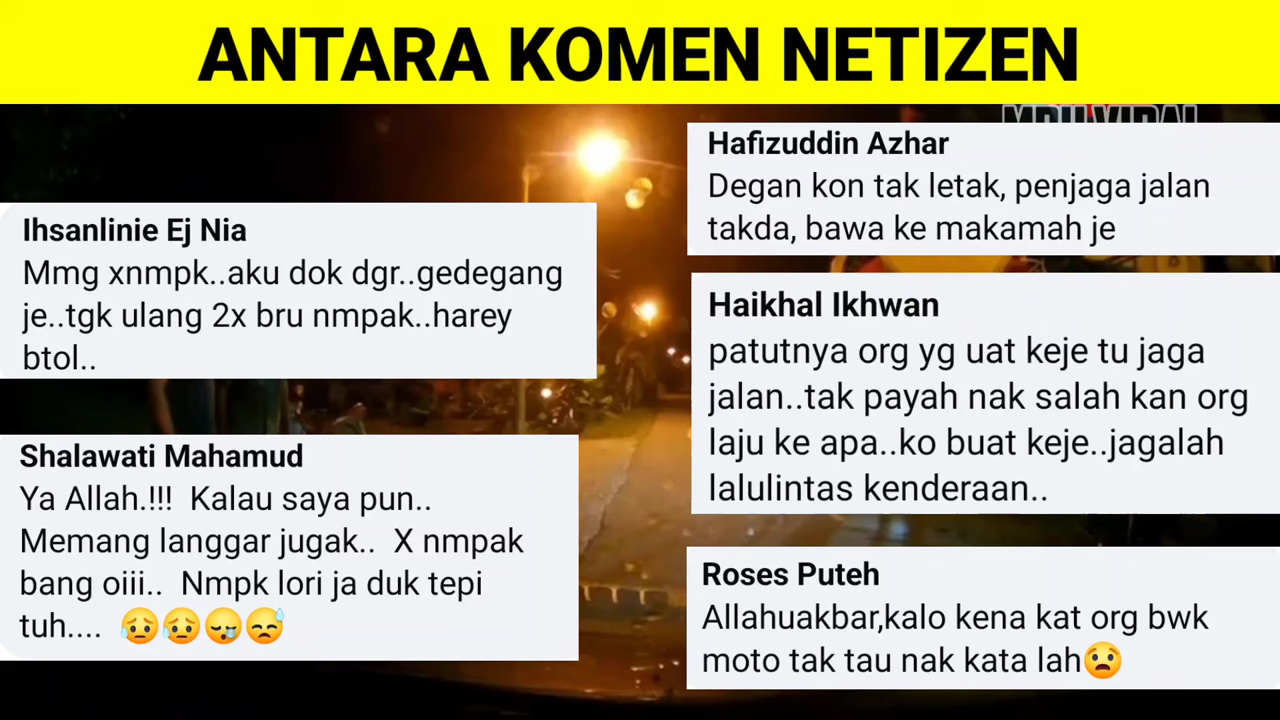 ANTARA KOMEN NETIZEN
Ihsanlinie Ej Nia
Mmg xnmpk..aku dok dgr..gedegang
je..tgk ulang 2x bru nmpak..harey
btol..
Shalawati Mahamud
Ya Allah.!!! Kalau saya pun..
Memang langgar jugak.. X nmpak
bang oiii.. Nmpk lori ja duk tepi
tuh.... 😥😥😪😓
Hafizuddin Azhar
Degan kon tak letak, penjaga jalan
takda, bawa ke makamah je
Haikhal Ikhwan
patutnya org yg uat keje tu jaga
jalan..tak payah nak salah kan org
laju ke apa..ko buat keje..jagalah
lalulintas kenderaan..
Roses Puteh
Allahuakbar,kalo kena kat org bwk
moto tak tau nak kata lah😧